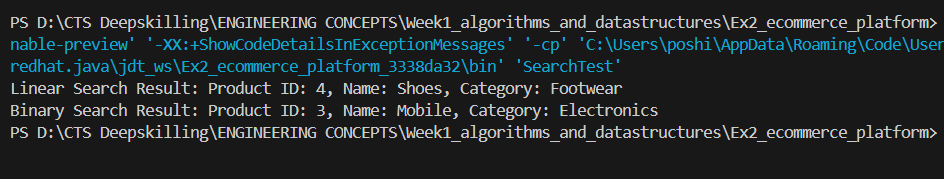 PS D:\CTS Deepskilling\ENGINEERING CONCEPTS\Week1_algorithms_and_datastructures\Ex2_ecommerce_platform>
nable-preview' '-XX:+ShowCodeDetailsInExceptionMessages' '-cp' 'C:\Users\poshi\AppData\Roaming\Code\User
redhat.java\jdt_ws\Ex2_ecommerce_platform_3338da32\bin' 'SearchTest'
Linear Search Result: Product ID: 4, Name: Shoes, Category: Footwear
Binary Search Result: Product ID: 3, Name: Mobile, Category: Electronics
PS D:\CTS Deepskilling\ENGINEERING CONCEPTS\Week1_algorithms_and_datastructures\Ex2_ecommerce_platform>